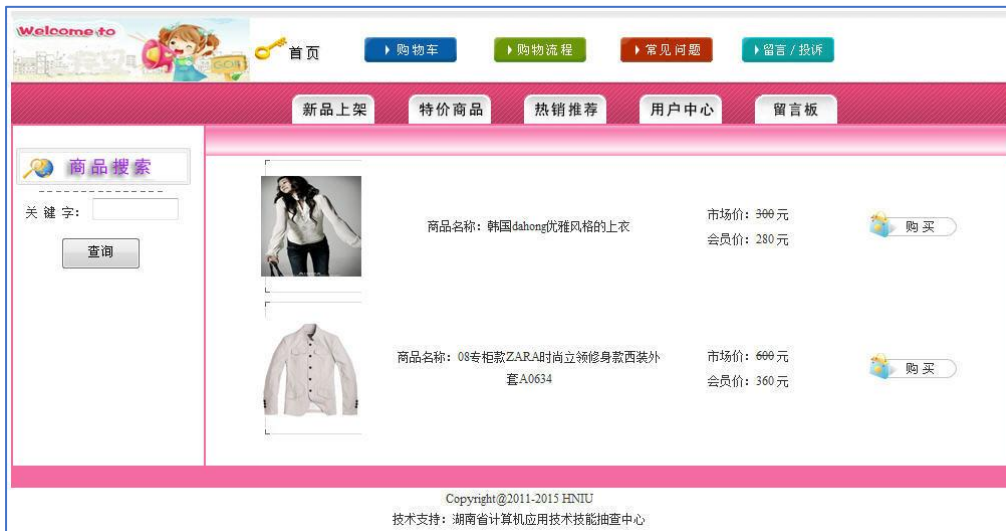 Welcome to
GO!
首页
购物车
购物流程
常见问题
留言/投诉
新品上架
特价商品
热销推荐
用户中心
留言板
商品搜索
关 键 字：
查询
商品名称：韩国dahong优雅风格的上衣
市场价：300元
会员价：280元
购买
商品名称：08专柜款ZARA时尚立领修身款西装外
套A0634
市场价：600元
会员价：360元
购买
Copyright@2011-2015 HNIU
技术支持：湖南省计算机应用技术技能抽查中心